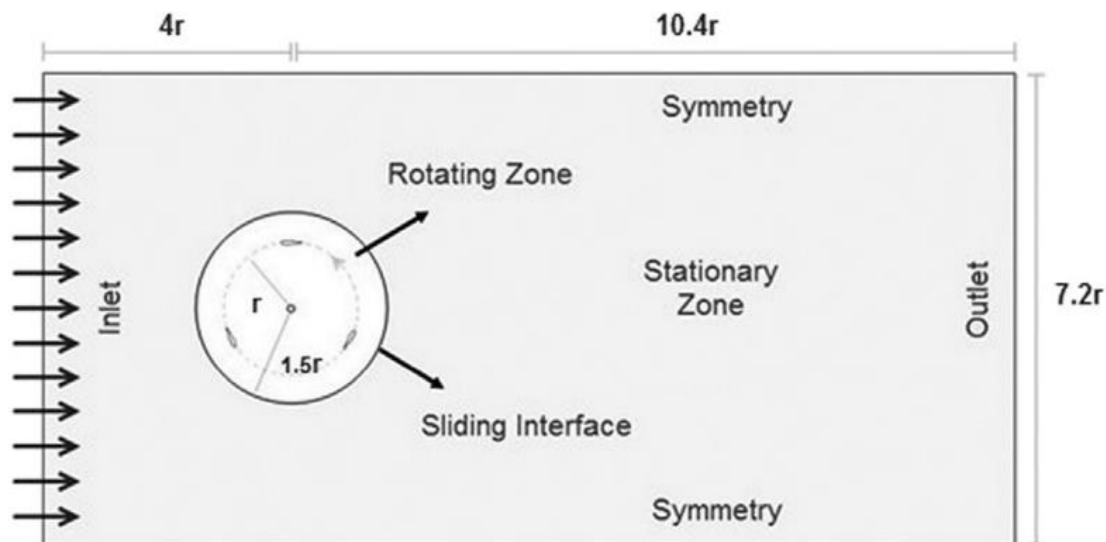 4r
10.4r
Symmetry
Rotating Zone
Stationary
Zone
Inlet
r
Outlet
7.2r
1.5r
Sliding Interface
Symmetry